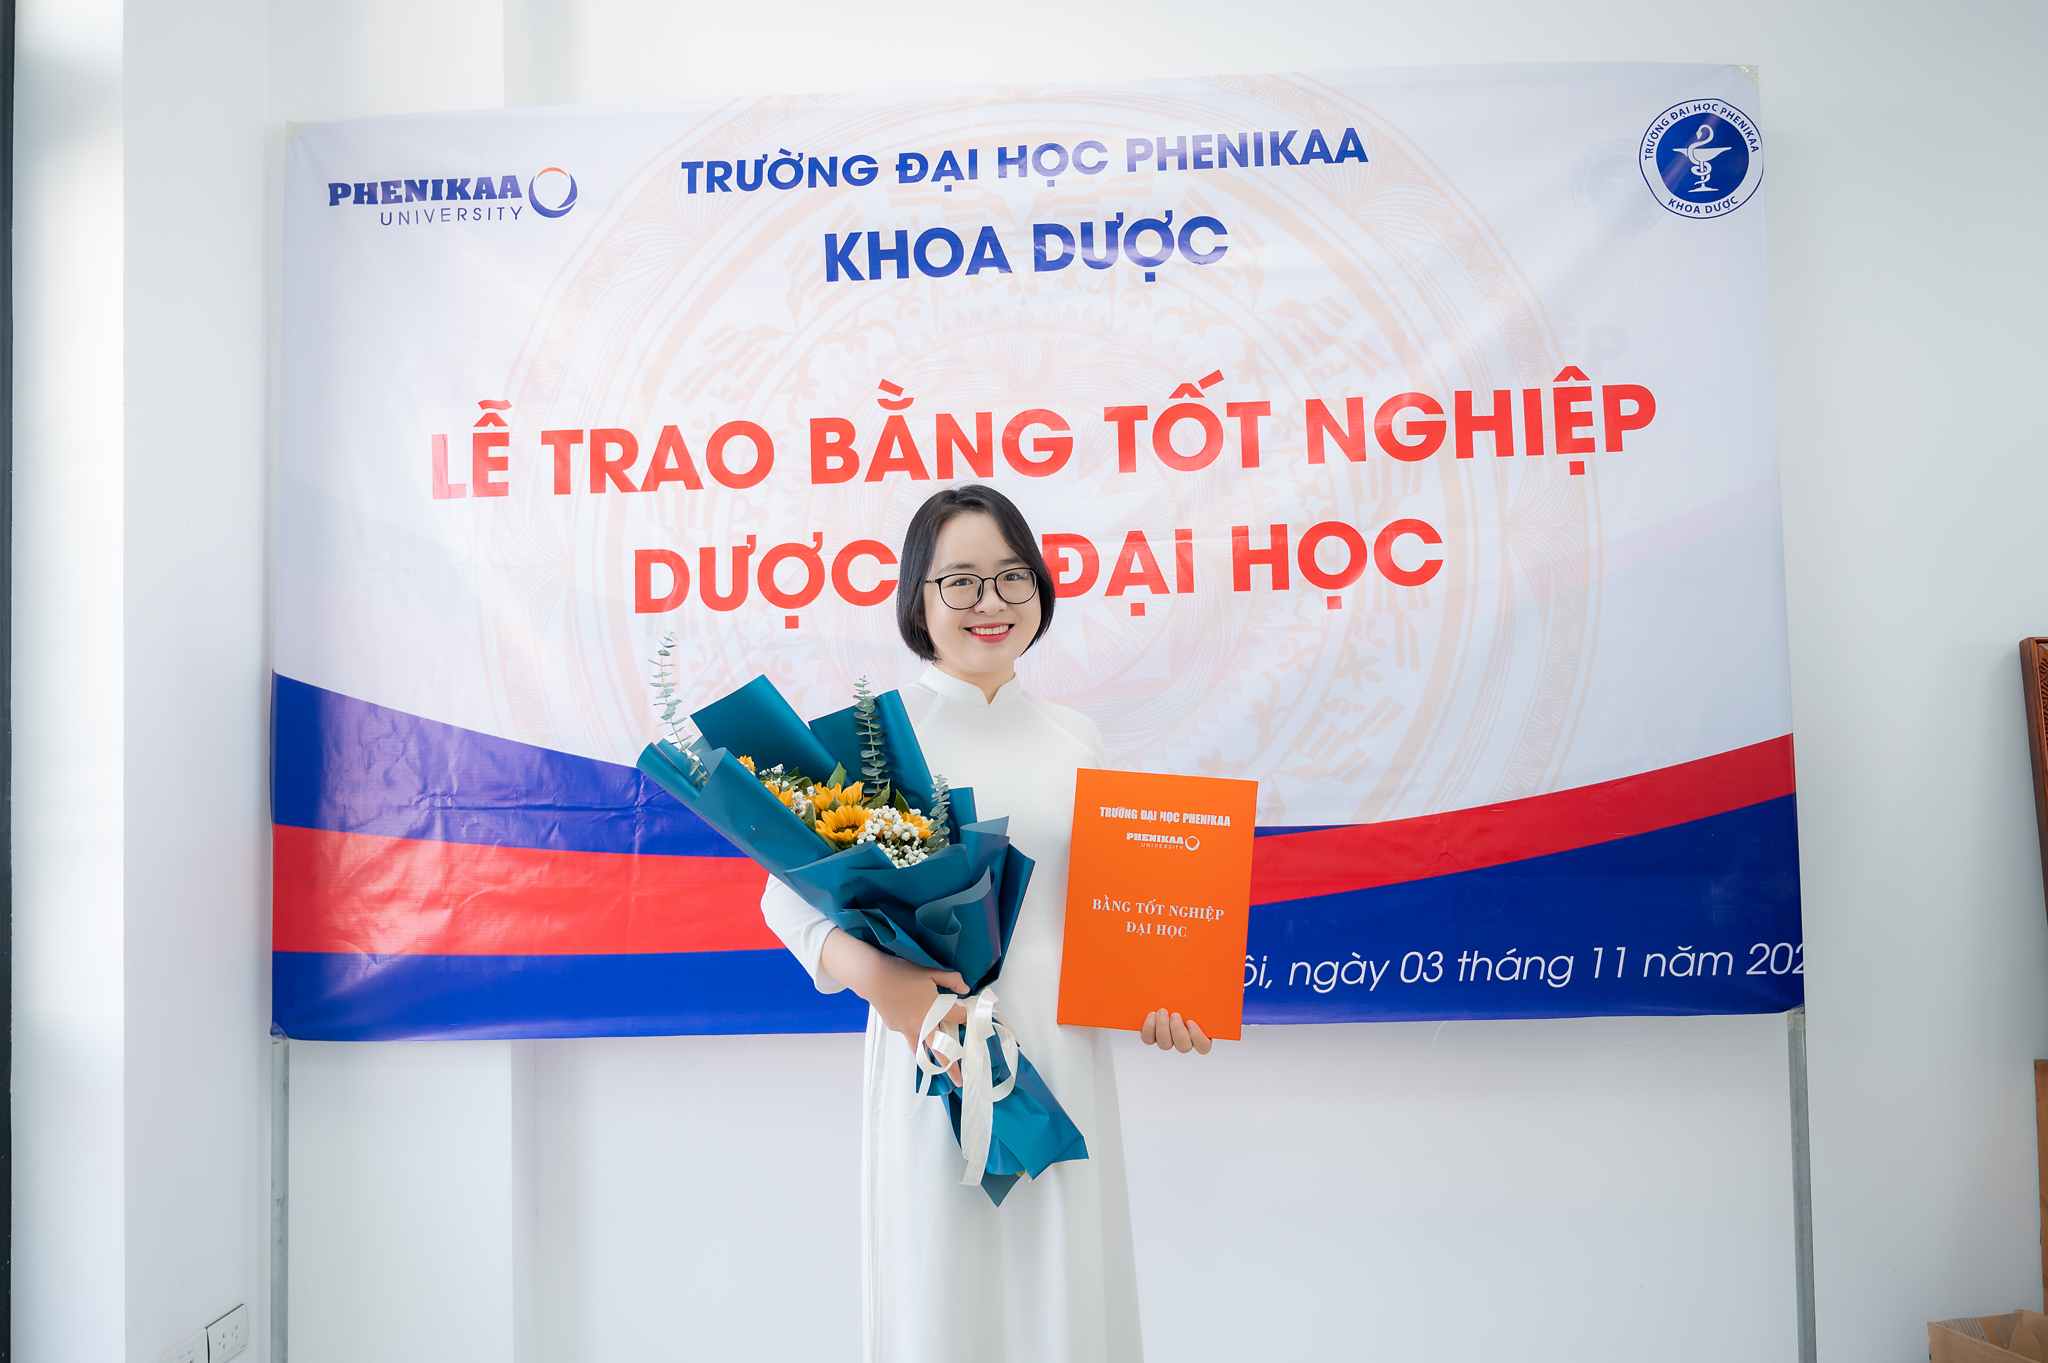 PHENIKAA
UNIVERSITY
TRƯỜNG ĐẠI HỌC PHENIKAA
KHOA DƯỢC
TRƯỜNG ĐẠI HỌC PHENIKAA
KHOA DƯỢC
LỄ TRAO BẰNG TỐT NGHIỆP
DƯỢC ĐẠI HỌC
TRƯỜNG ĐẠI HỌC PHENIKAA
PHENIKAA
UNIVERSITY
BẰNG TỐT NGHIỆP
ĐẠI HỌC
ngày 03 tháng 11 năm